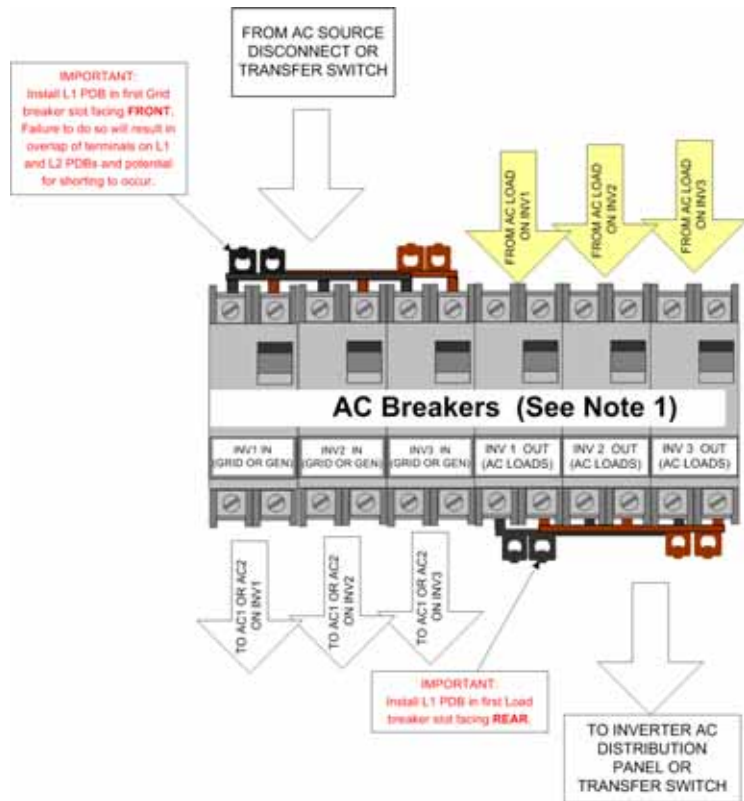 FROM AC SOURCE
DISCONNECT OR
TRANSFER SWITCH
IMPORTANT:
Install L1 PDB in first Grid
breaker slot facing FRONT.
Failure to do so will result in
overlap of terminals on L1
and L2 PDBs and potential
for shorting to occur.
FROM AC LOAD
ON INV1
FROM AC LOAD
ON INV2
FROM AC LOAD
ON INV3
AC Breakers (See Note 1)
INV1 IN
(GRID OR GEN)
INV2 IN
(GRID OR GEN)
INV3 IN
(GRID OR GEN)
INV 1 OUT
(AC LOADS)
INV 2 OUT
(AC LOADS)
INV 3 OUT
(AC LOADS)
TO AC1 OR AC2
ON INV1
TO AC1 OR AC2
ON INV2
TO AC1 OR AC2
ON INV3
IMPORTANT:
Install L1 PDB in first Load
breaker slot facing REAR.
TO INVERTER AC
DISTRIBUTION
PANEL OR
TRANSFER SWITCH